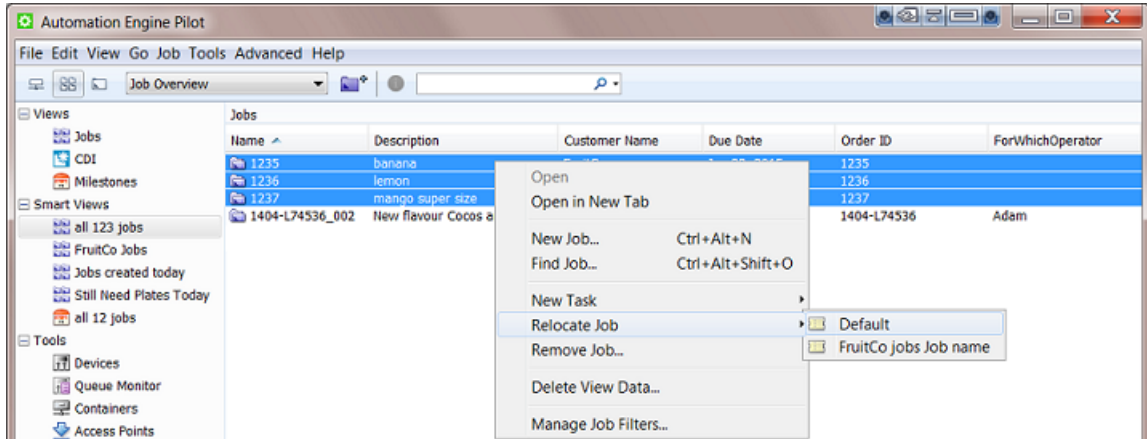 Automation Engine Pilot
File Edit View Go Job Tools Advanced Help
Job Overview
Views
Jobs
CDI
Milestones
Smart Views
all 123 jobs
FruitCo Jobs
Jobs created today
Still Need Plates Today
all 12 jobs
Tools
Devices
Queue Monitor
Containers
Access Points
Jobs
Name Description Customer Name Due Date Order ID ForWhichOperator
1235 banana 1235
1236 lemon 1236
1237 mango super size 1237
1404-L74536_002 New flavour Cocos a 1404-L74536 Adam
Open
Open in New Tab
New Job... Ctrl+Alt+N
Find Job... Ctrl+Alt+Shift+O
New Task
Relocate Job
Remove Job...
Delete View Data...
Manage Job Filters...
Default
FruitCo jobs Job name